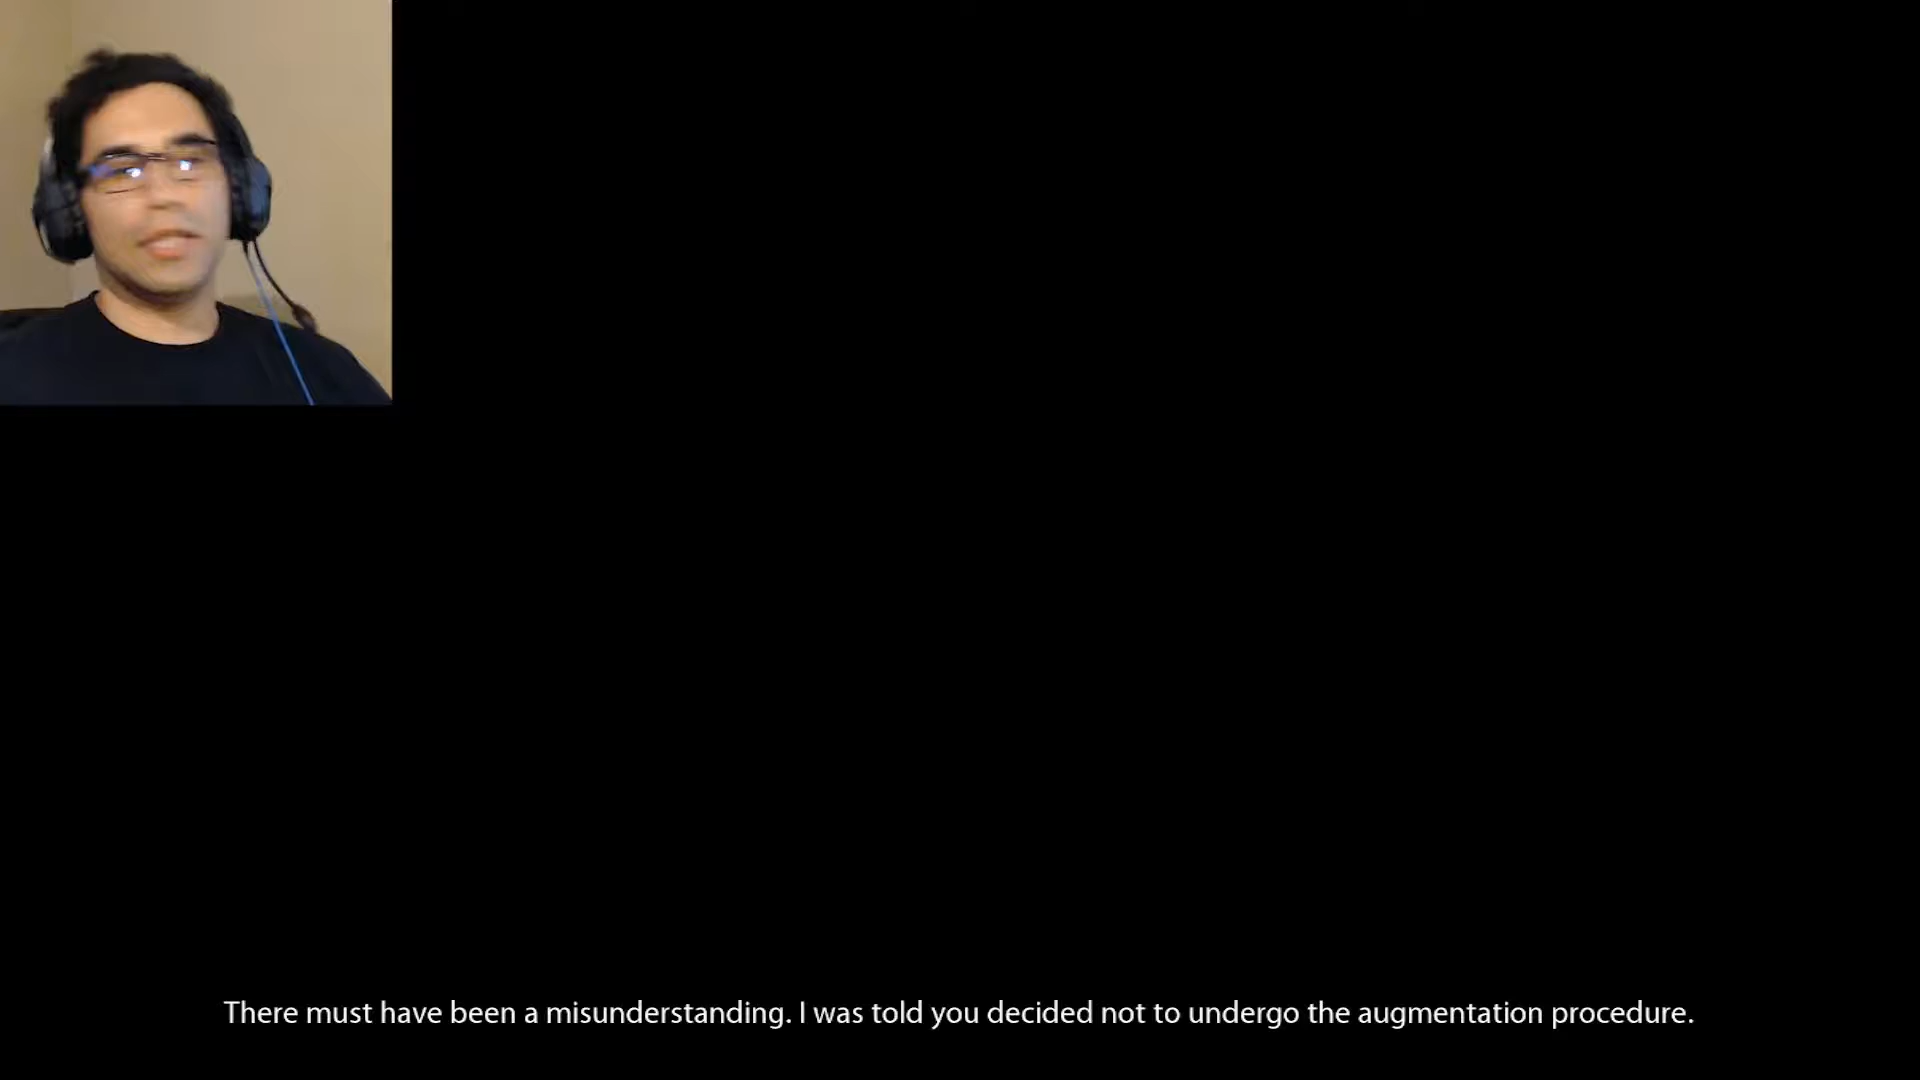 There must have been a misunderstanding. I was told you decided not to undergo the augmentation procedure.